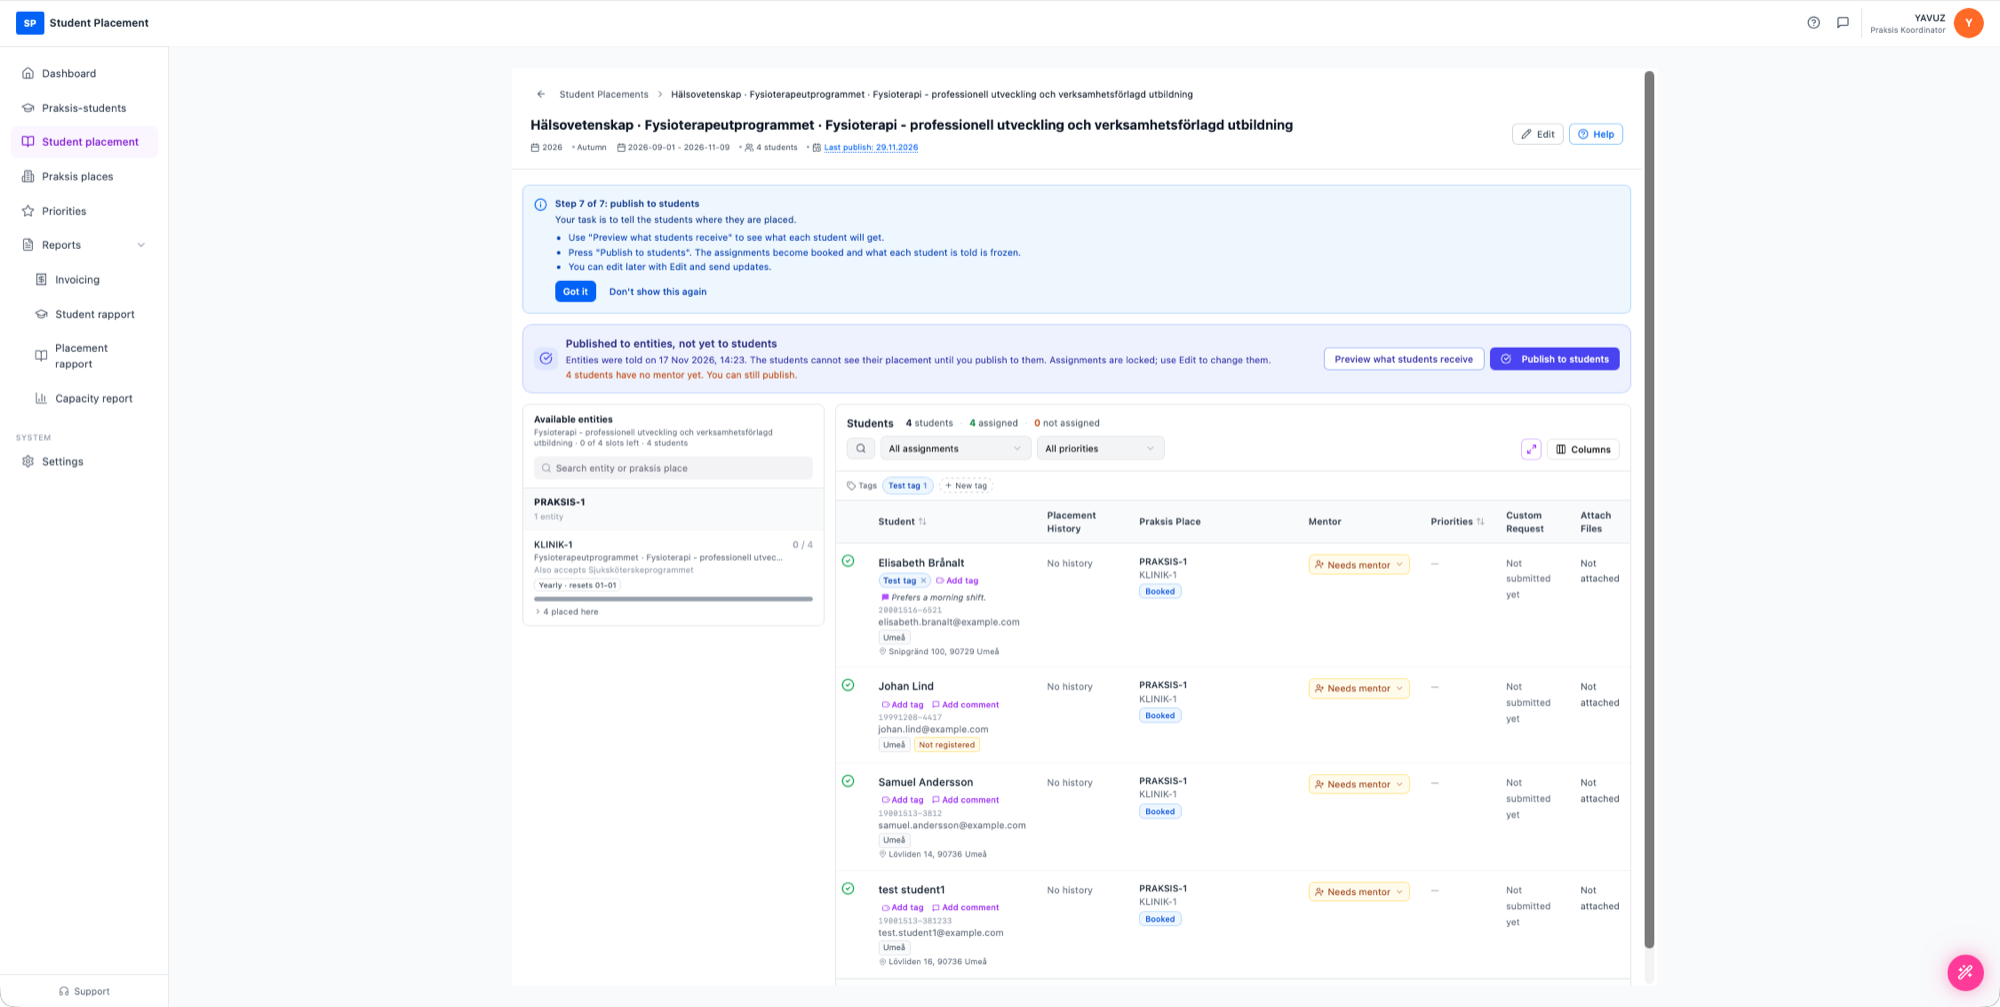 SP Student Placement
YAVUZ
Praksis Koordinator
Y
Dashboard
Praksis-students
Student placement
Praksis places
Priorities
Reports
Invoicing
Student rapport
Placement
rapport
Capacity report
SYSTEM
Settings
Support
Student Placements > Hälsovetenskap · Fysioterapeutprogrammet · Fysioterapi - professionell utveckling och verksamhetsförlagd utbildning
Hälsovetenskap · Fysioterapeutprogrammet · Fysioterapi - professionell utveckling och verksamhetsförlagd utbildning
2026 • Autumn 2026-09-01 - 2026-11-09 • 4 students • Last publish: 29.11.2026
Edit
Help
Step 7 of 7: publish to students
Your task is to tell the students where they are placed.
• Use "Preview what students receive" to see what each student will get.
• Press "Publish to students". The assignments become booked and what each student is told is frozen.
• You can edit later with Edit and send updates.
Got it Don't show this again
Published to entities, not yet to students
Entities were told on 17 Nov 2026, 14:23. The students cannot see their placement until you publish to them. Assignments are locked; use Edit to change them.
4 students have no mentor yet. You can still publish.
Preview what students receive
Publish to students
Available entities
Fysioterapi - professionell utveckling och verksamhetsförlagd
utbildning · 0 of 4 slots left · 4 students
Search entity or praksis place
PRAKSIS-1
1 entity
KLINIK-1 0 / 4
Fysioterapeutprogrammet · Fysioterapi - professionell utvec...
Also accepts Sjuksköterskeprogrammet
Yearly · resets 01-01
> 4 placed here
Students 4 students · 4 assigned · 0 not assigned
All assignments
All priorities
Columns
Tags Test tag 1 + New tag
Student
Placement
History
Praksis Place
Mentor
Priorities
Custom
Request
Attach
Files
Elisabeth Brånalt
Test tag × Add tag
Prefers a morning shift.
20001516-6521
elisabeth.branalt@example.com
Umeå
Snipgränd 100, 90729 Umeå
No history
PRAKSIS-1
KLINIK-1
Booked
Needs mentor
—
Not
submitted
yet
Not
attached
Johan Lind
Add tag Add comment
19991208-4417
johan.lind@example.com
Umeå Not registered
No history
PRAKSIS-1
KLINIK-1
Booked
Needs mentor
—
Not
submitted
yet
Not
attached
Samuel Andersson
Add tag Add comment
19001513-3812
samuel.andersson@example.com
Umeå
Lövliden 14, 90736 Umeå
No history
PRAKSIS-1
KLINIK-1
Booked
Needs mentor
—
Not
submitted
yet
Not
attached
test student1
Add tag Add comment
19001513-381233
test.student1@example.com
Umeå
Lövliden 16, 90736 Umeå
No history
PRAKSIS-1
KLINIK-1
Booked
Needs mentor
—
Not
submitted
yet
Not
attached